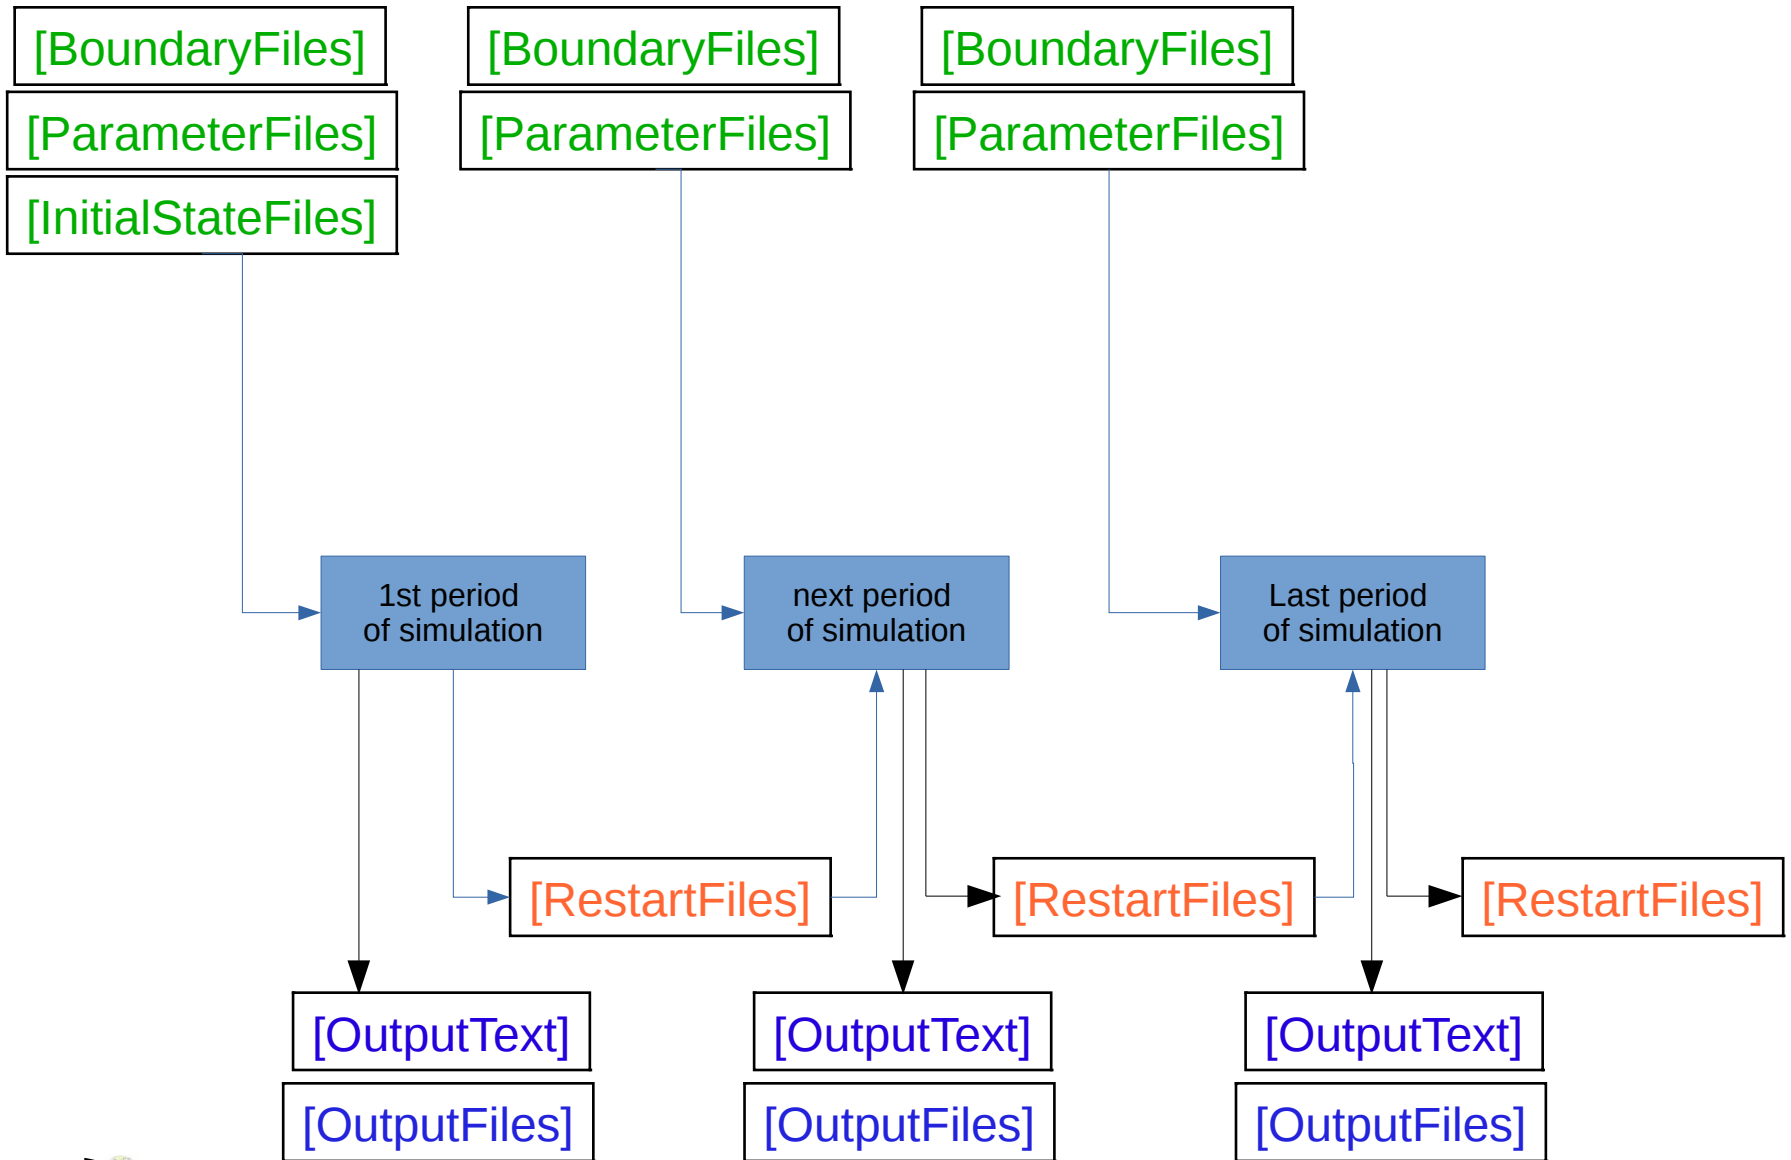 [BoundaryFiles] [BoundaryFiles] [BoundaryFiles]
[ParameterFiles] [ParameterFiles] [ParameterFiles]
[InitialStateFiles]
1st period
of simulation
next period
of simulation
Last period
of simulation
[RestartFiles] [RestartFiles] [RestartFiles]
[OutputText] [OutputText] [OutputText]
[OutputFiles] [OutputFiles] [OutputFiles]